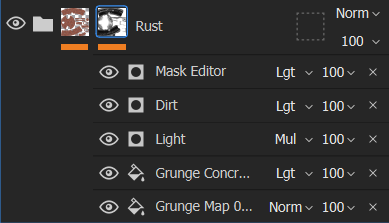 Norm
Rust
100
Mask Editor Lgt 100
Dirt Lgt 100
Light Mul 100
Grunge Concr... Lgt 100
Grunge Map 0... Norm 100